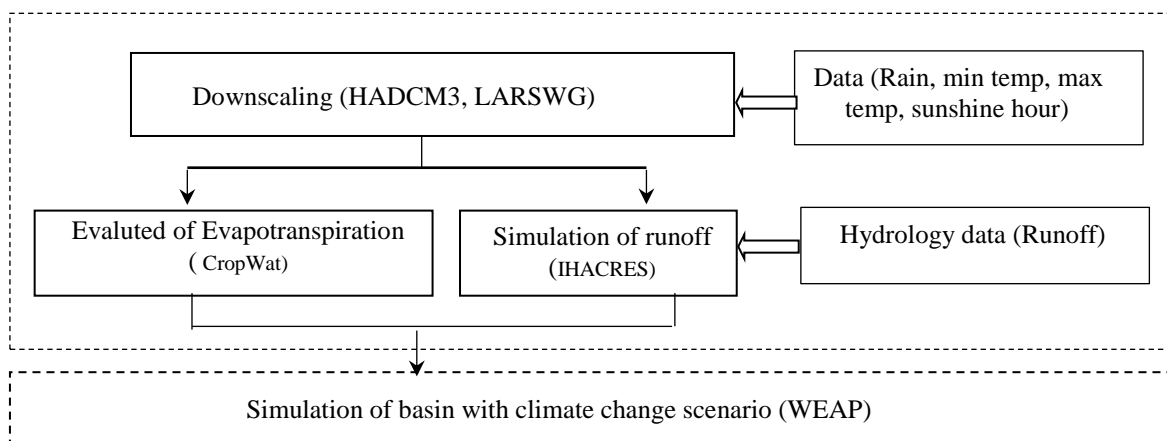 Downscaling (HADCM3, LARSWG)
Data (Rain, min temp, max
temp, sunshine hour)
Evaluted of Evapotranspiration
( CropWat)
Simulation of runoff
(IHACRES)
Hydrology data (Runoff)
Simulation of basin with climate change scenario (WEAP)